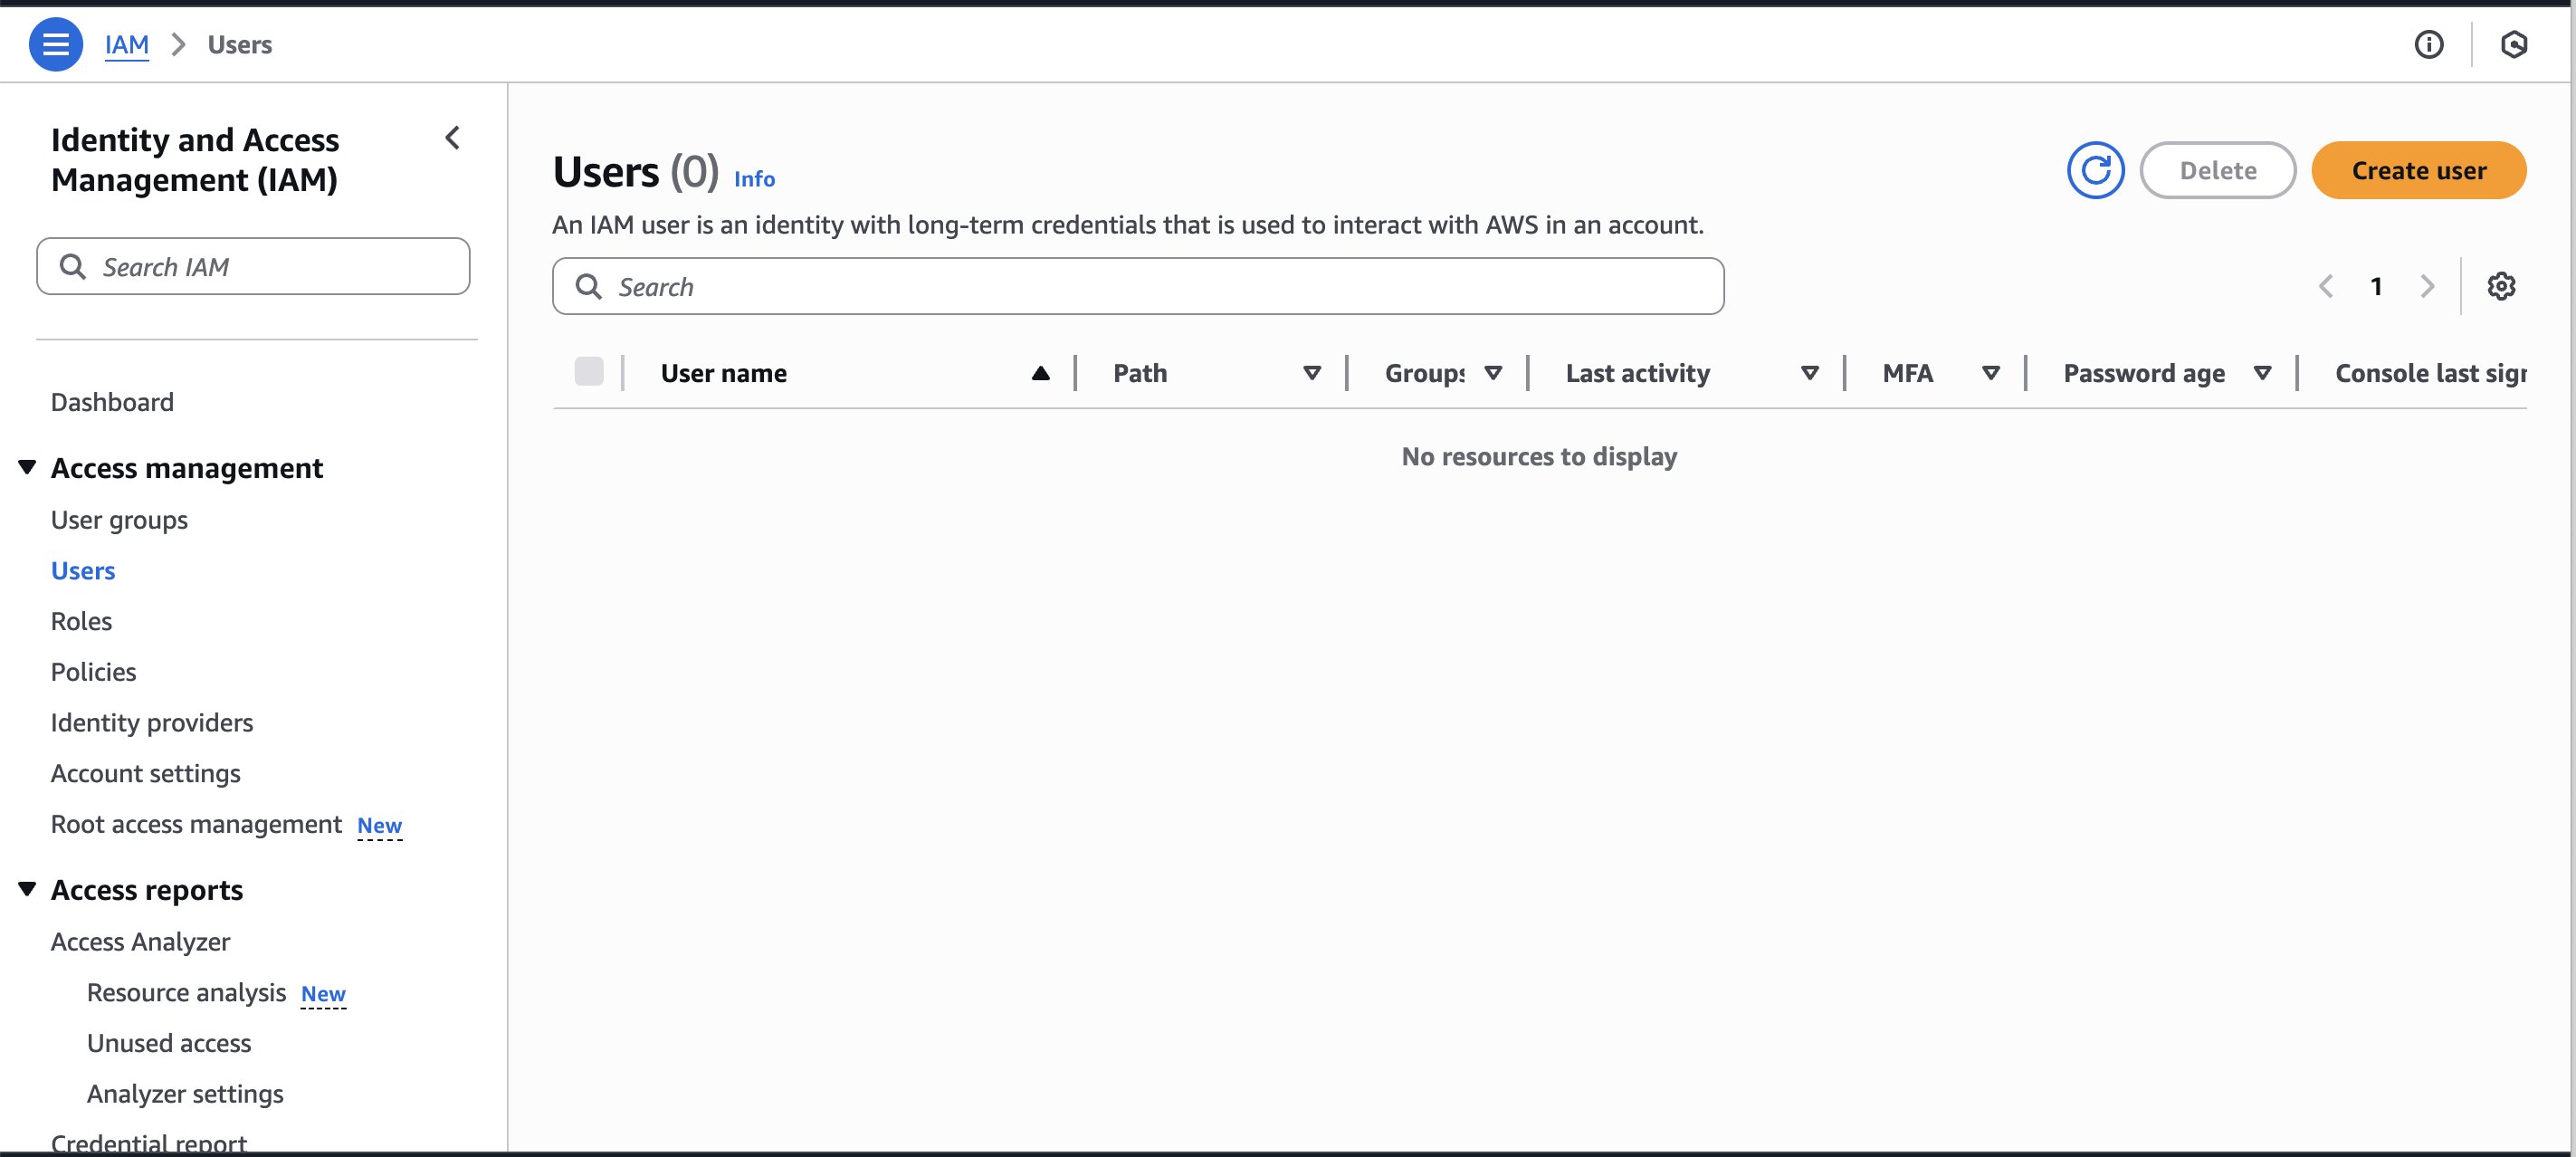 IAM > Users
Identity and Access
Management (IAM)
Search IAM
Dashboard
Access management
User groups
Users
Roles
Policies
Identity providers
Account settings
Root access management New
Access reports
Access Analyzer
Resource analysis New
Unused access
Analyzer settings
Credential report
Users (0) Info
Delete
Create user
An IAM user is an identity with long-term credentials that is used to interact with AWS in an account.
Search
1
User name Path Groups Last activity MFA Password age Console last sign
No resources to display